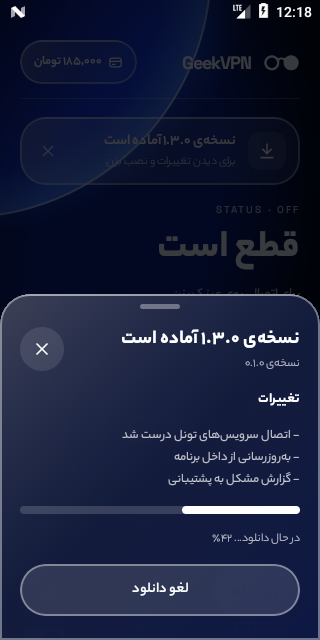 LTE 12:18
۱۸۵,۰۰۰ تومان
GeekVPN
نسخه‌ی ۱.۳.۰ آماده است
برای دیدن تغییرات و نصب بزن
STATUS · OFF
قطع است
نسخه‌ی ۱.۳.۰ آماده است
۰.۱.۰
تغییرات
- اتصال سرویس‌های تونل درست شد
- به‌روزرسانی از داخل برنامه
- گزارش مشکل به پشتیبانی
در حال دانلود... ۴۲٪
لغو دانلود